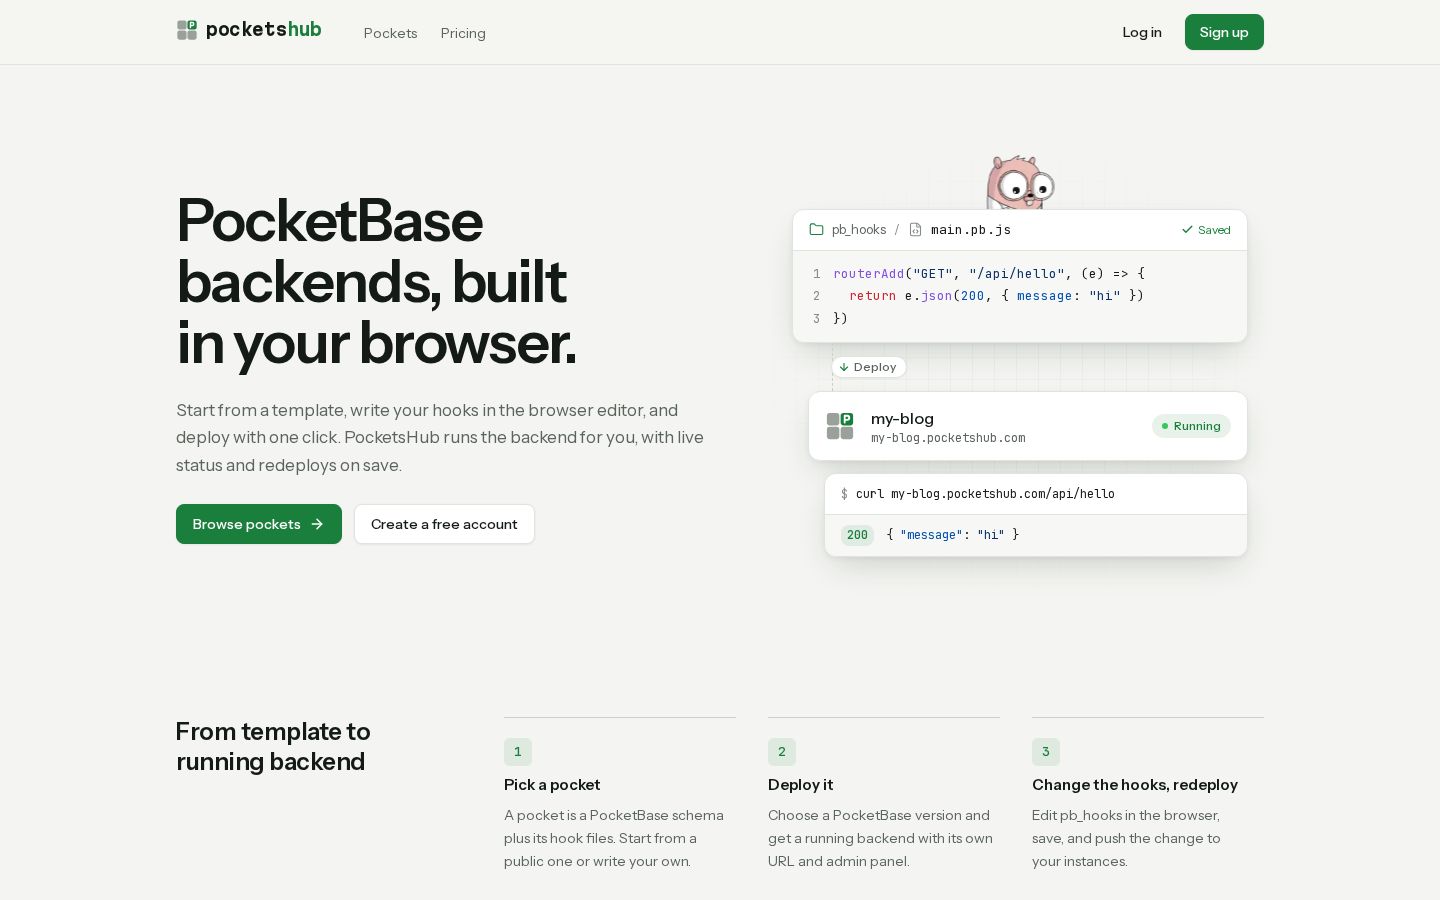 pocketshub
Pockets
Pricing
Log in
Sign up
PocketBase
backends, built
in your browser.
Start from a template, write your hooks in the browser editor, and
deploy with one click. PocketsHub runs the backend for you, with live
status and redeploys on save.
Browse pockets →
Create a free account
pb_hooks / main.pb.js
Saved
1 routerAdd("GET", "/api/hello", (e) => {
2 return e.json(200, { message: "hi" })
3 })
↓ Deploy
P
my-blog
my-blog.pocketshub.com
Running
$ curl my-blog.pocketshub.com/api/hello
200 { "message": "hi" }
From template to
running backend
1
Pick a pocket
A pocket is a PocketBase schema
plus its hook files. Start from a
public one or write your own.
2
Deploy it
Choose a PocketBase version and
get a running backend with its own
URL and admin panel.
3
Change the hooks, redeploy
Edit pb_hooks in the browser,
save, and push the change to
your instances.